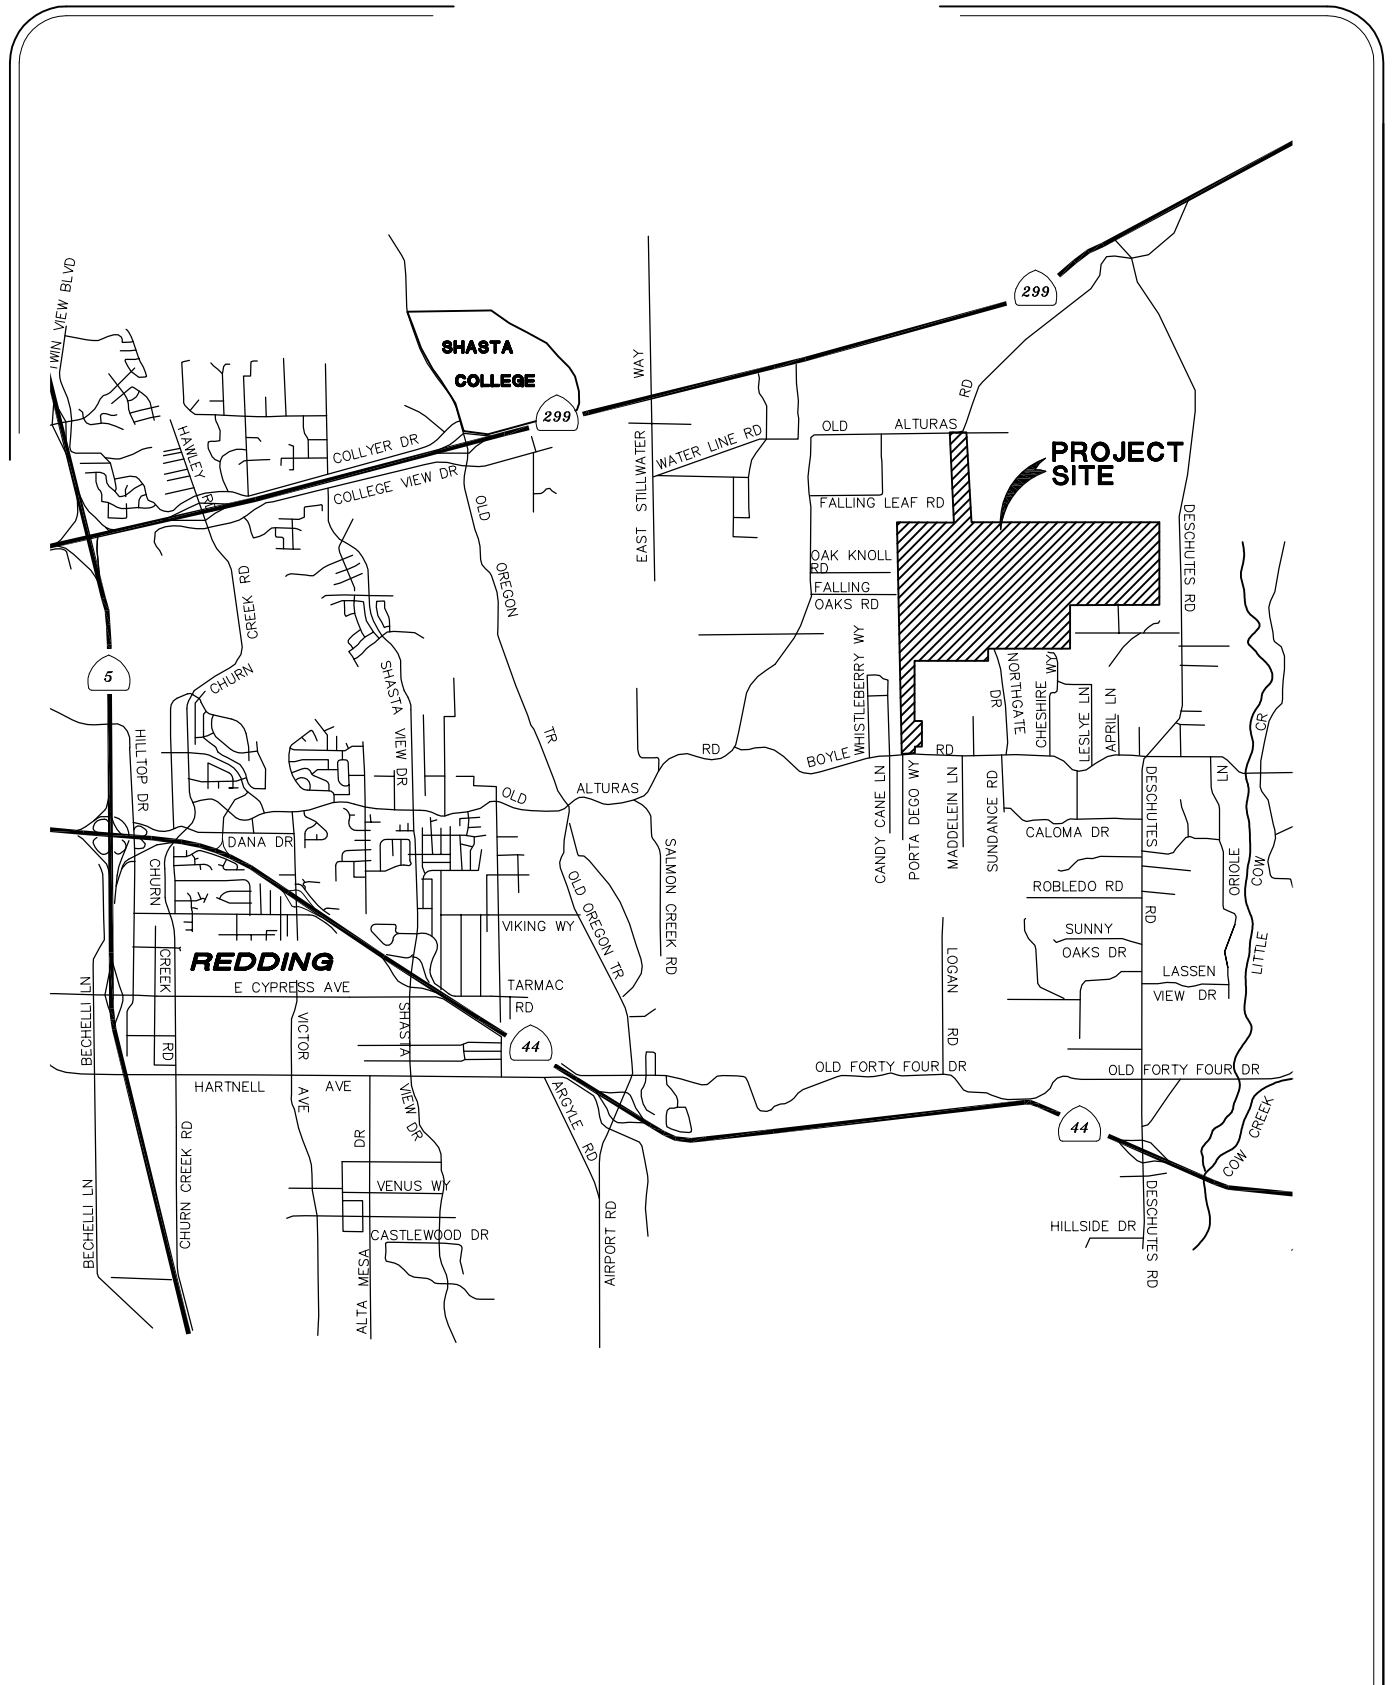 299
TWIN VIEW BLVD
SHASTA
COLLEGE
WAY
RD
299
OLD
ALTURAS
HAWLEY
RD
COLLYER DR
WATER LINE RD
PROJECT
SITE
COLLEGE VIEW DR
OLD
EAST STILLWATER
FALLING LEAF RD
DESCHUTES RD
OAK KNOLL
RD
OREGON
CREEK RD
FALLING
OAKS RD
WHISTLEBERRY WY
5
CHURN
SHASTA
VIEW DR
NORTHGATE
DR
CHESHIRE WY
LESLYE LN
APRIL LN
CR
HILLTOP DR
TR
RD
BOYLE
RD
OLD
ALTURAS
CANDY CANE LN
PORTA DEGO WY
MADDELEIN LN
SUNDANCE RD
DESCHUTES
RD
LN
ORIOLE
DANA DR
CALOMA DR
SALMON CREEK RD
CHURN
CREEK
RD
OLD OREGON TR
ROBLEDO RD
COW
LITTLE
VIKING WY
SUNNY
OAKS DR
REDDING
E CYPRESS AVE
TARMAC
RD
LOGAN
RD
LASSEN
VIEW DR
BECHELLI LN
VICTOR
AVE
SHASTA
VIEW DR
44
OLD FORTY FOUR DR
OLD FORTY FOUR DR
HARTNELL
AVE
ARGYLE RD
44
COW CREEK
CHURN CREEK RD
DR
ALTA MESA
VENUS WY
BECHELLI LN
CASTLEWOOD DR
AIRPORT RD
HILLSIDE DR
DESCHUTES RD